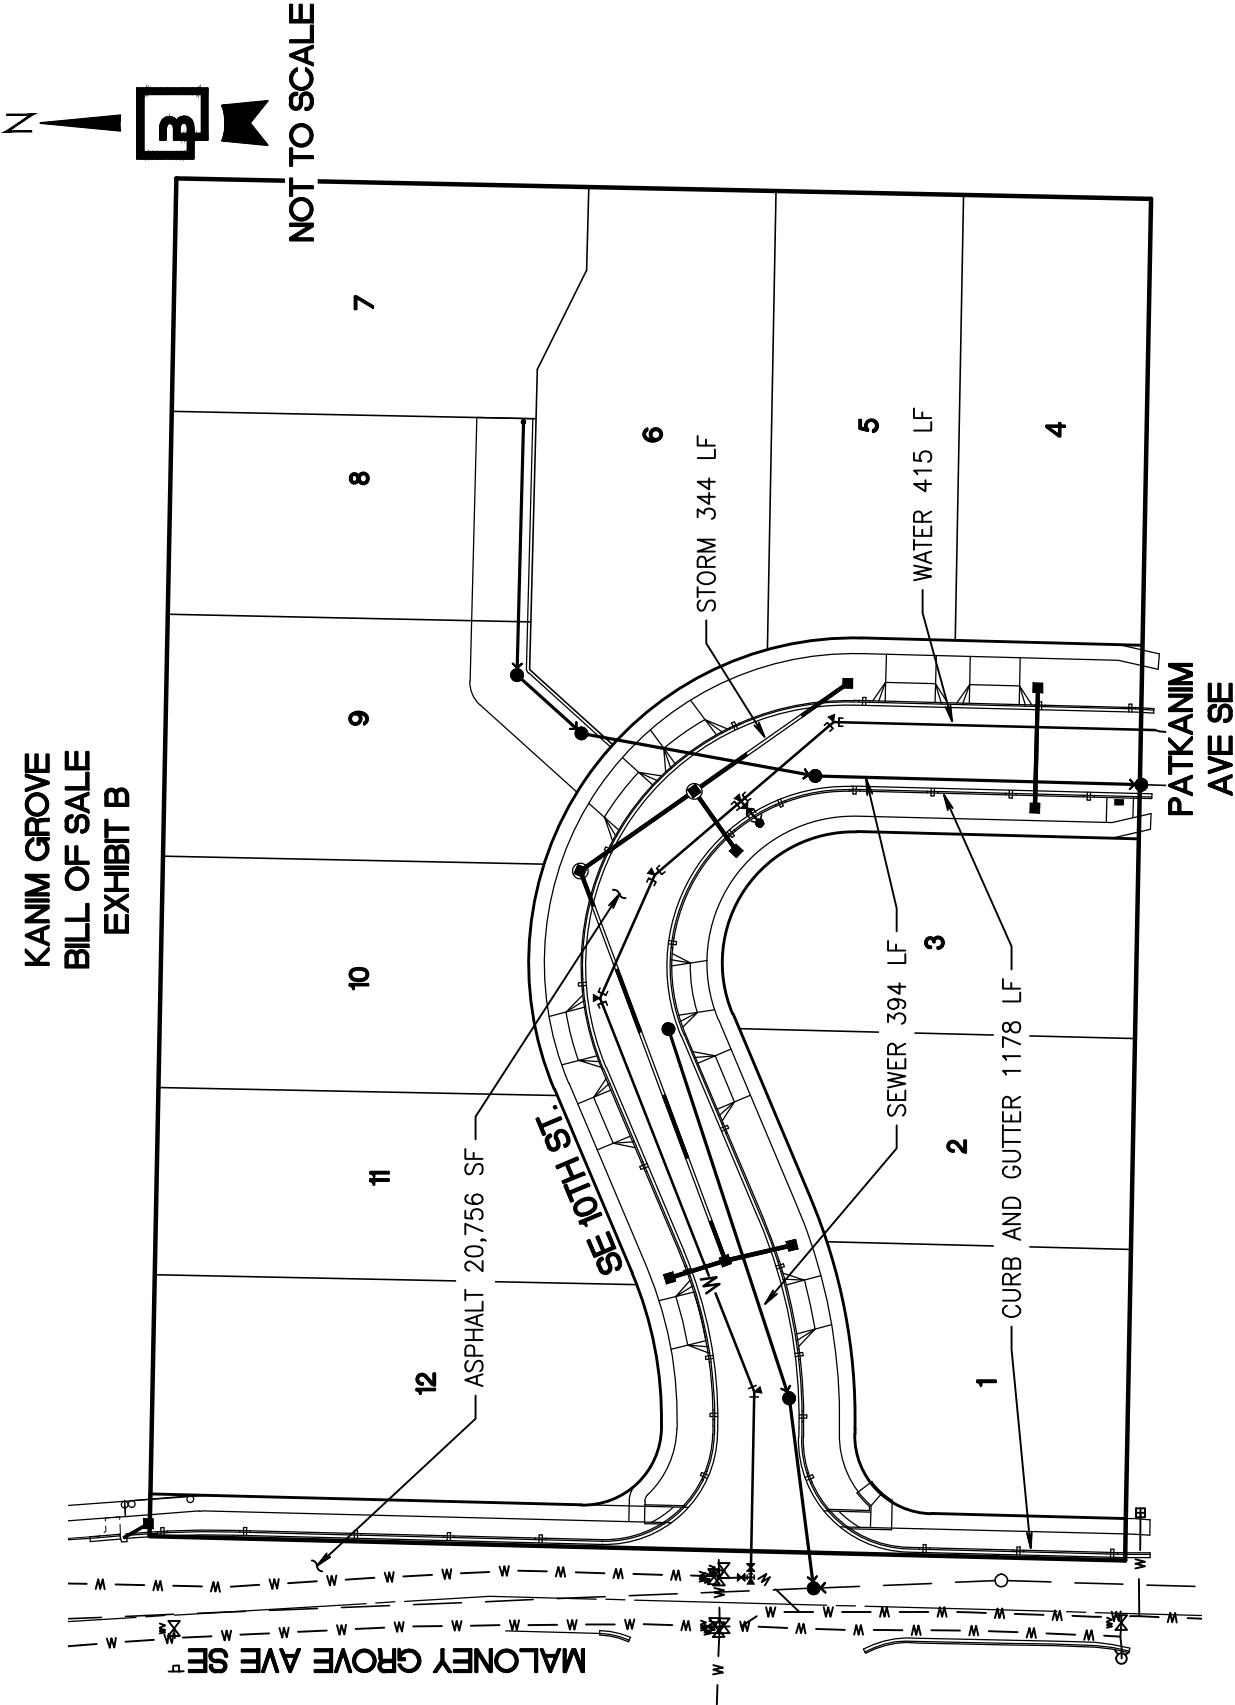 KANIM GROVE
BILL OF SALE
EXHIBIT B
N
3
NOT TO SCALE
7
8
9
10
11
12
6
5
4
3
2
1
STORM 344 LF
WATER 415 LF
SEWER 394 LF
CURB AND GUTTER 1178 LF
ASPHALT 20,756 SF
SE 10TH ST.
PATKANIM
AVE SE
MALONEY GROVE AVE SE
W
W W W W W W W W
W W W W W W W W W
W W W W W W
W W W W W W W
W
W
W